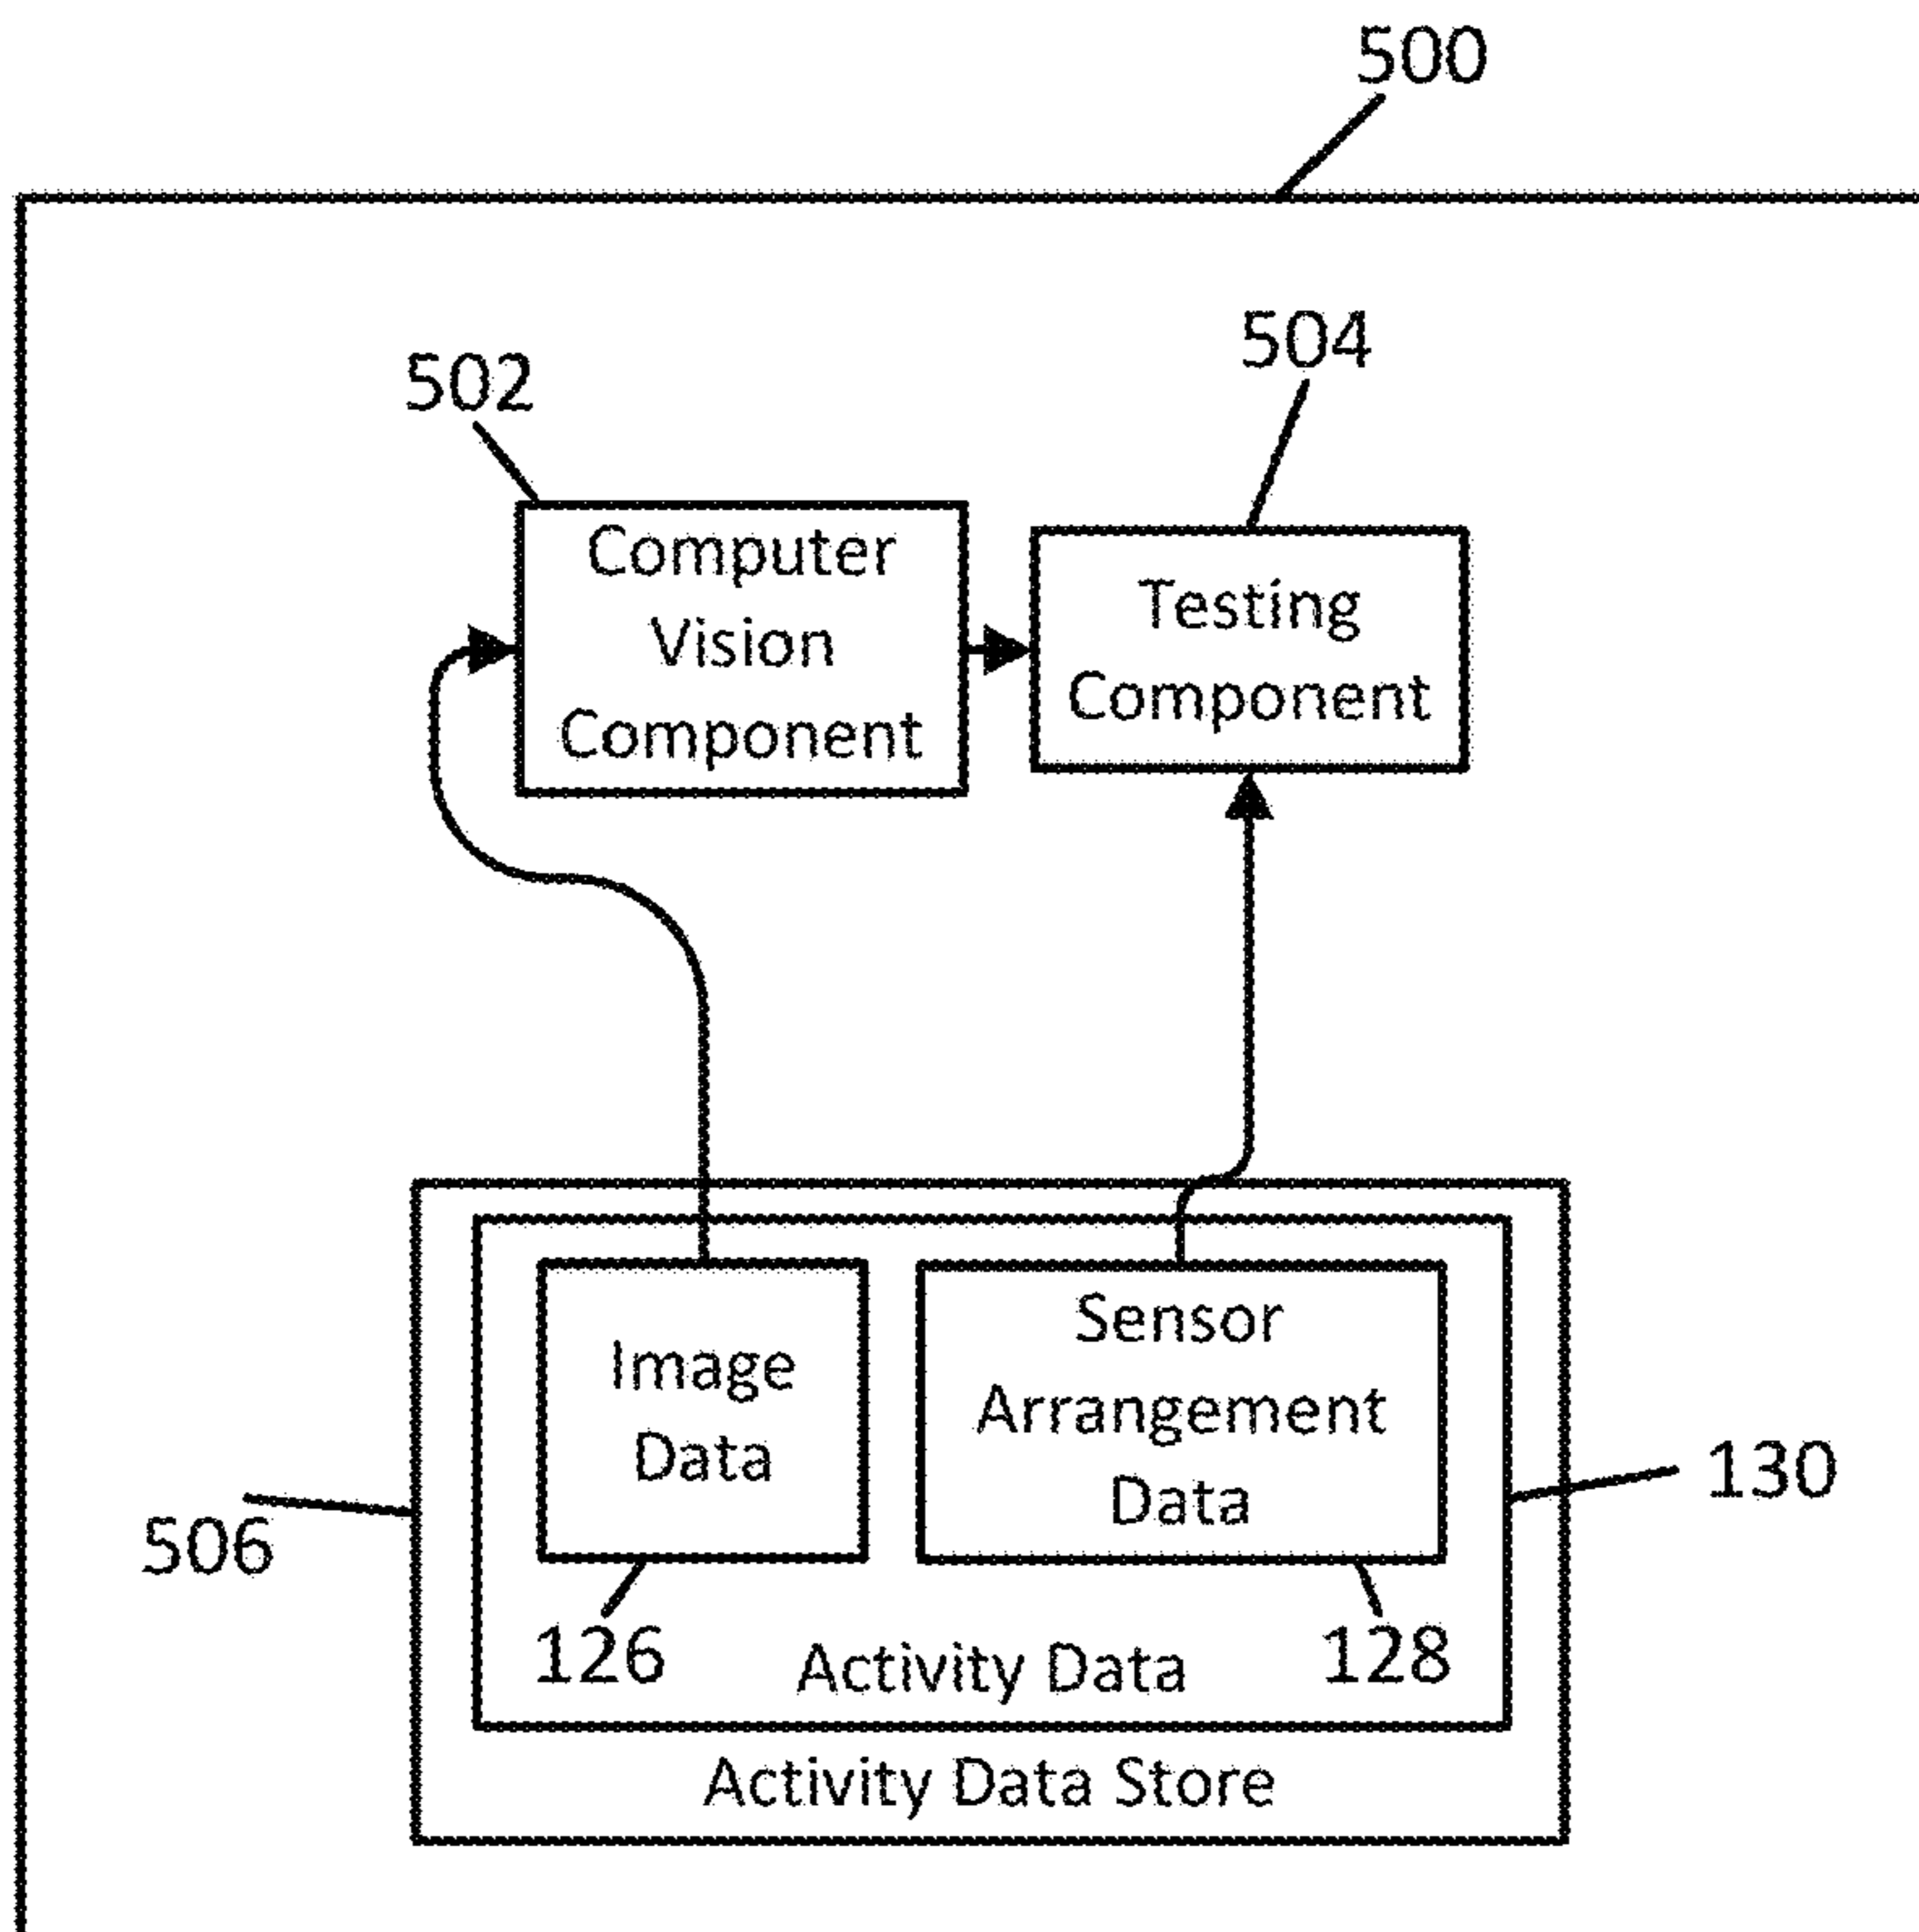 500
504
502
Computer
Vision
Component
Testing
Component
Image
Data
Sensor
Arrangement
Data
130
506
126
128
Activity Data
Activity Data Store